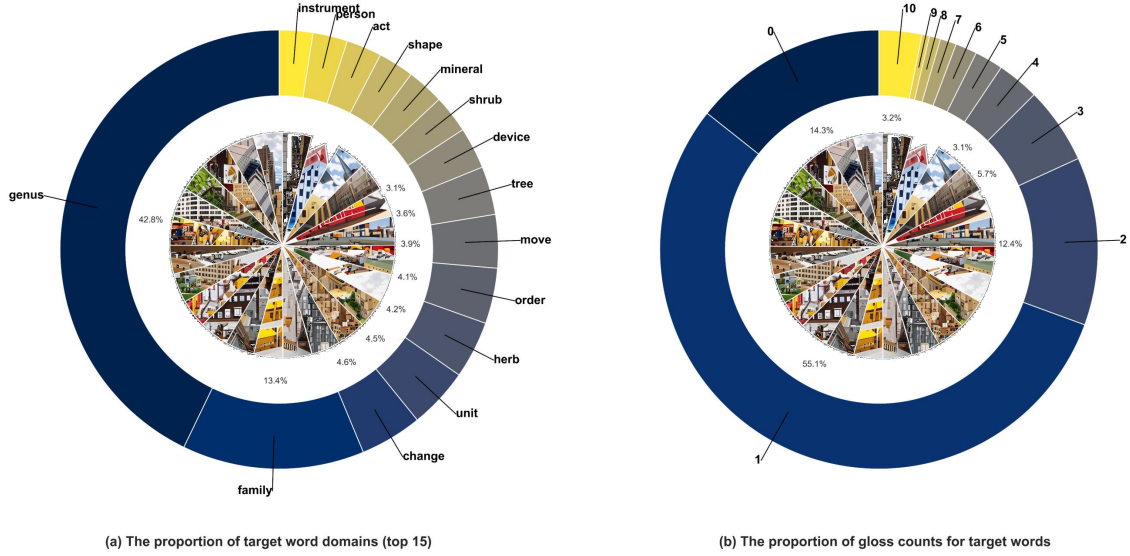 instrument
person
act
shape
mineral
shrub
device
tree
move
order
herb
unit
change
family
genus
3.1%
3.6%
3.9%
4.1%
4.2%
4.5%
4.6%
13.4%
42.8%
(a) The proportion of target word domains (top 15)
0
10
9
8
7
6
5
4
3
2
1
14.3%
3.2%
3.1%
5.7%
12.4%
55.1%
(b) The proportion of gloss counts for target words